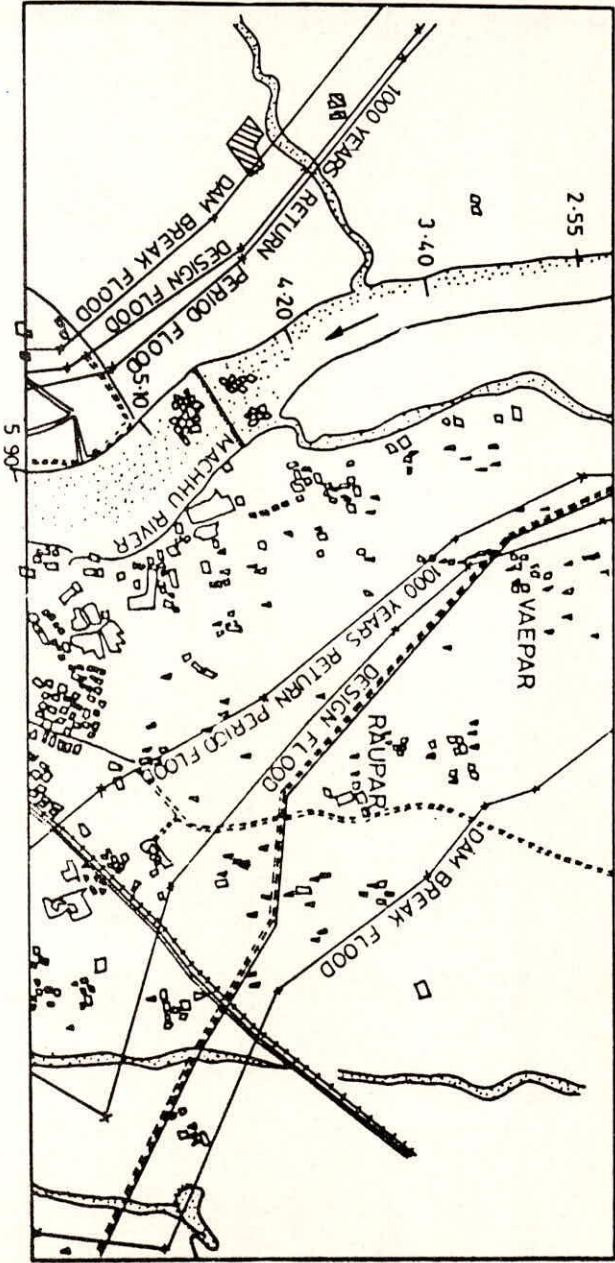 2·55
3·40
4·20
5·10
5·90
1000 YEARS RETURN PERIOD FLOOD
DESIGN FLOOD
DAM BREAK FLOOD
MACHHU RIVER
VAEPAR
RAUPAR
1000 YEARS RETURN PERIOD FLOOD
DESIGN FLOOD
DAM BREAK FLOOD